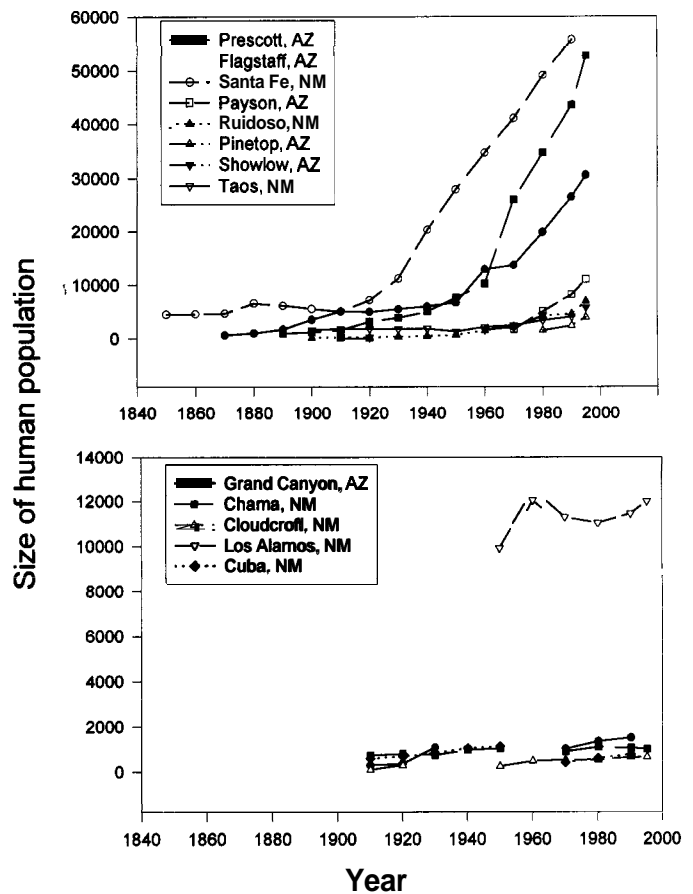 60000
50000
40000
30000
20000
10000
0
Prescott, AZ
Flagstaff, AZ
Santa Fe, NM
Payson, AZ
Ruidoso, NM
Pinetop, AZ
Showlow, AZ
Taos, NM
1840 1860 1880 1900 1920 1940 1960 1980 2000
Size of human population
14000
12000
10000
8000
6000
4000
2000
0
Grand Canyon, AZ
Chama, NM
Cloudcroft, NM
Los Alamos, NM
Cuba, NM
1840 1860 1880 1900 1920 1940 1960 1980 2000
Year